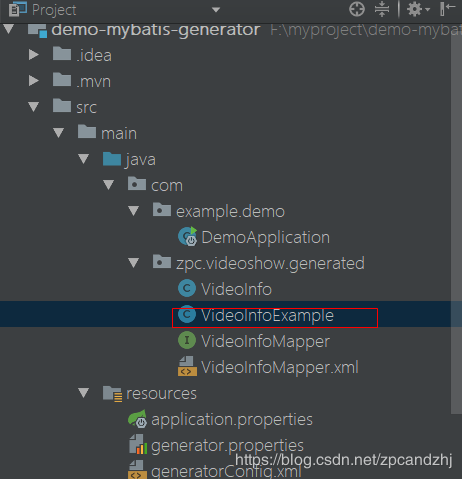 Project
demo-mybatis-generator F:\myproject\demo-mybat
.idea
.mvn
src
main
java
com
example.demo
DemoApplication
zpc.videoshow.generated
VideoInfo
VideoInfoExample
VideoInfoMapper
VideoInfoMapper.xml
resources
application.properties
generator.properties
generatorConfig.xml
https://blog.csdn.net/zpcandzhj